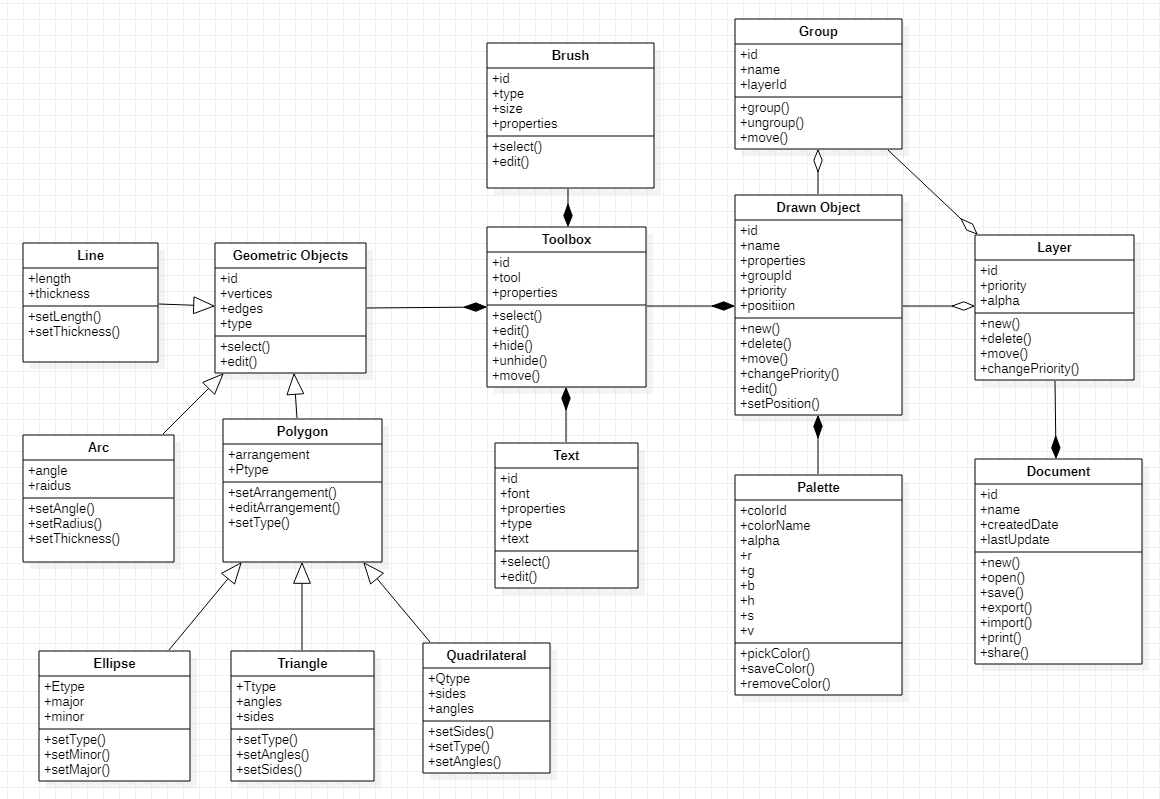 Group
+id
+name
+layerId
+group()
+ungroup()
+move()
Brush
+id
+type
+size
+properties
+select()
+edit()
Drawn Object
+id
+name
+properties
+groupId
+priority
+positiion
+new()
+delete()
+move()
+changePriority()
+edit()
+setPosition()
Toolbox
+id
+tool
+properties
+select()
+edit()
+hide()
+unhide()
+move()
Layer
+id
+priority
+alpha
+new()
+delete()
+move()
+changePriority()
Line
+length
+thickness
+setLength()
+setThickness()
Geometric Objects
+id
+vertices
+edges
+type
+select()
+edit()
Polygon
+arrangement
+Ptype
+setArrangement()
+editArrangement()
+setType()
Arc
+angle
+raidus
+setAngle()
+setRadius()
+setThickness()
Text
+id
+font
+properties
+type
+text
+select()
+edit()
Document
+id
+name
+createdDate
+lastUpdate
+new()
+open()
+save()
+export()
+import()
+print()
+share()
Palette
+colorId
+colorName
+alpha
+r
+g
+b
+h
+s
+v
+pickColor()
+saveColor()
+removeColor()
Ellipse
+Etype
+major
+minor
+setType()
+setMinor()
+setMajor()
Triangle
+Ttype
+angles
+sides
+setType()
+setAngles()
+setSides()
Quadrilateral
+Qtype
+sides
+angles
+setSides()
+setType()
+setAngles()